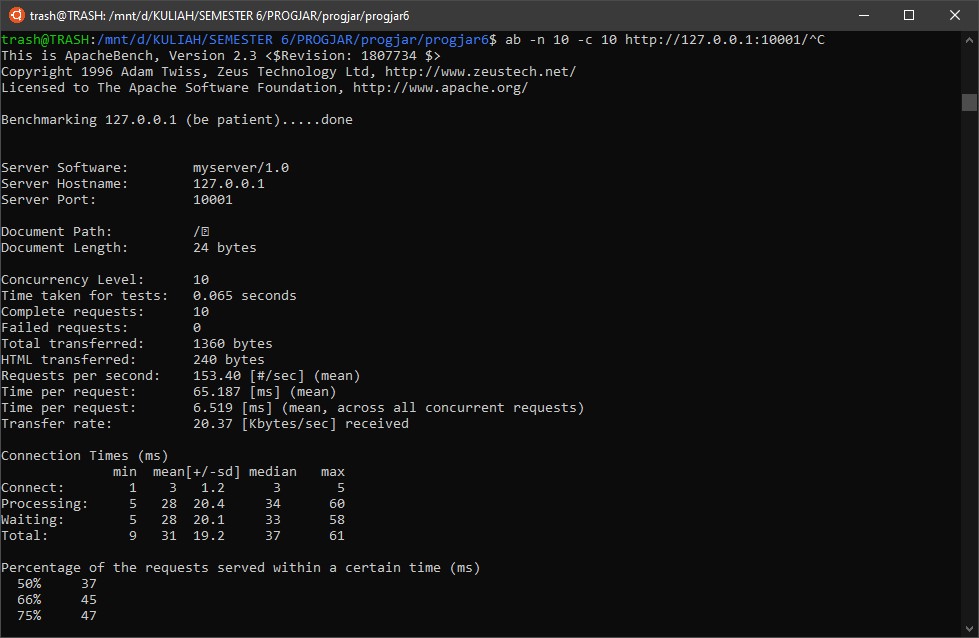 trash@TRASH: /mnt/d/KULIAH/SEMESTER 6/PROGJAR/progjar/progjar6
trash@TRASH:/mnt/d/KULIAH/SEMESTER 6/PROGJAR/progjar/progjar6$ ab -n 10 -c 10 http://127.0.0.1:10001/^C
This is ApacheBench, Version 2.3 <$Revision: 1807734 $>
Copyright 1996 Adam Twiss, Zeus Technology Ltd, http://www.zeustech.net/
Licensed to The Apache Software Foundation, http://www.apache.org/

Benchmarking 127.0.0.1 (be patient).....done


Server Software:        myserver/1.0
Server Hostname:        127.0.0.1
Server Port:            10001

Document Path:          /
Document Length:        24 bytes

Concurrency Level:      10
Time taken for tests:   0.065 seconds
Complete requests:      10
Failed requests:        0
Total transferred:      1360 bytes
HTML transferred:       240 bytes
Requests per second:    153.40 [#/sec] (mean)
Time per request:       65.187 [ms] (mean)
Time per request:       6.519 [ms] (mean, across all concurrent requests)
Transfer rate:          20.37 [Kbytes/sec] received

Connection Times (ms)
              min  mean[+/-sd] median   max
Connect:        1    3   1.2      3       5
Processing:     5   28  20.4     34      60
Waiting:        5   28  20.1     33      58
Total:          9   31  19.2     37      61

Percentage of the requests served within a certain time (ms)
  50%     37
  66%     45
  75%     47